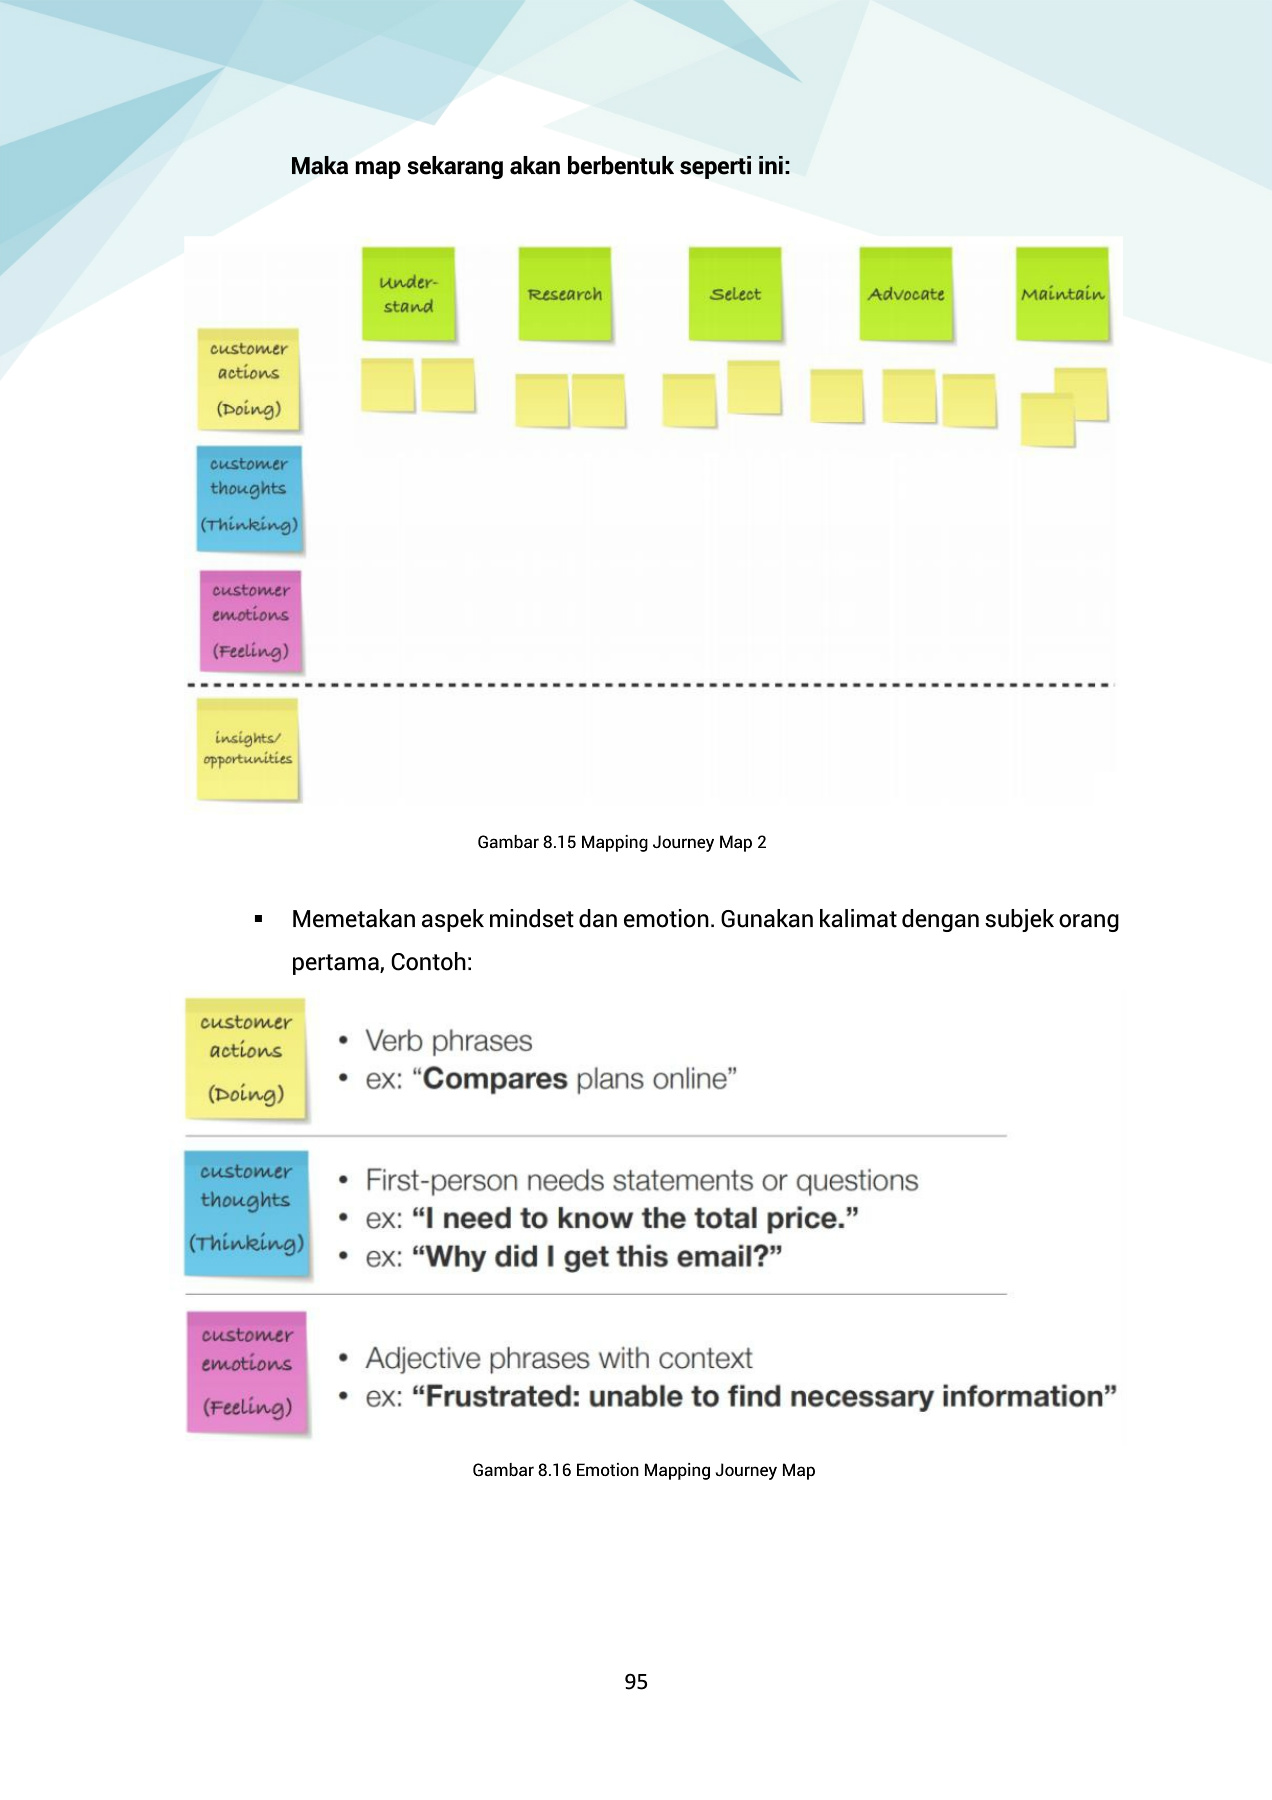 Maka map sekarang akan berbentuk seperti ini:
Under-
stand
Research
Select
Advocate
Maintain
customer
actions
(Doing)
customer
thoughts
(Thinking)
customer
emotions
(Feeling)
insights/
opportunities
Gambar 8.15 Mapping Journey Map 2
▪ Memetakan aspek mindset dan emotion. Gunakan kalimat dengan subjek orang
pertama, Contoh:
customer
actions
(Doing)
• Verb phrases
• ex: “Compares plans online”
customer
thoughts
(Thinking)
• First-person needs statements or questions
• ex: “I need to know the total price.”
• ex: “Why did I get this email?”
customer
emotions
(Feeling)
• Adjective phrases with context
• ex: “Frustrated: unable to find necessary information”
Gambar 8.16 Emotion Mapping Journey Map
95